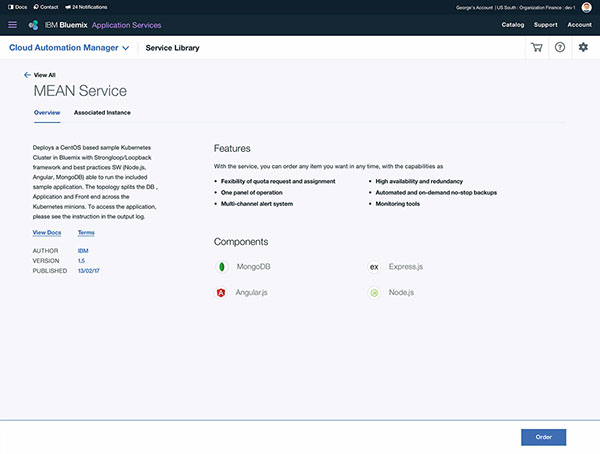 Docs Contact 24 Notifications George's Account | US South : Organization Finance : dev 1
IBM Bluemix Application Services Catalog Support Account
Cloud Automation Manager Service Library
View All
MEAN Service
Overview Associated Instance
Deploys a CentOS based sample Kubernetes
Cluster in Bluemix with Strongloop/Loopback
framework and best practices SW (Node.js,
Angular, MongoDB) able to run the included
sample application. The topology splits the DB ,
Application and Front end across the
Kubernetes minions. To access the application,
please see the instruction in the output log.
View Docs Terms
AUTHOR IBM
VERSION 1.5
PUBLISHED 13/02/17
Features
With the service, you can order any item you want in any time, with the capabilities as
• Fexibility of quota request and assignment
• One panel of operation
• Multi-channel alert system
• High availability and redundancy
• Automated and on-demand no-stop backups
• Monitoring tools
Components
MongoDB
ex Express.js
Angular.js
Node.js
Order